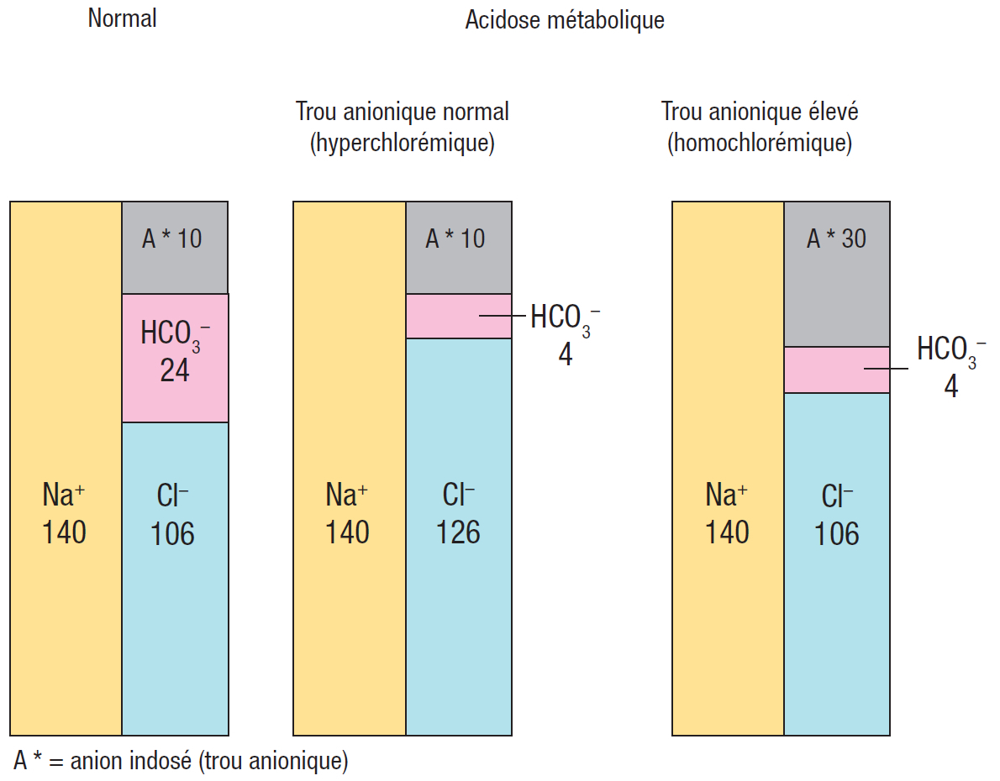 Normal
Acidose métabolique
Trou anionique normal
(hyperchlorémique)
Trou anionique élevé
(homochlorémique)
A * 10
HCO₃⁻
24
Na⁺
140
Cl⁻
106
A * 10
HCO₃⁻
4
Na⁺
140
Cl⁻
126
A * 30
HCO₃⁻
4
Na⁺
140
Cl⁻
106
A * = anion indosé (trou anionique)